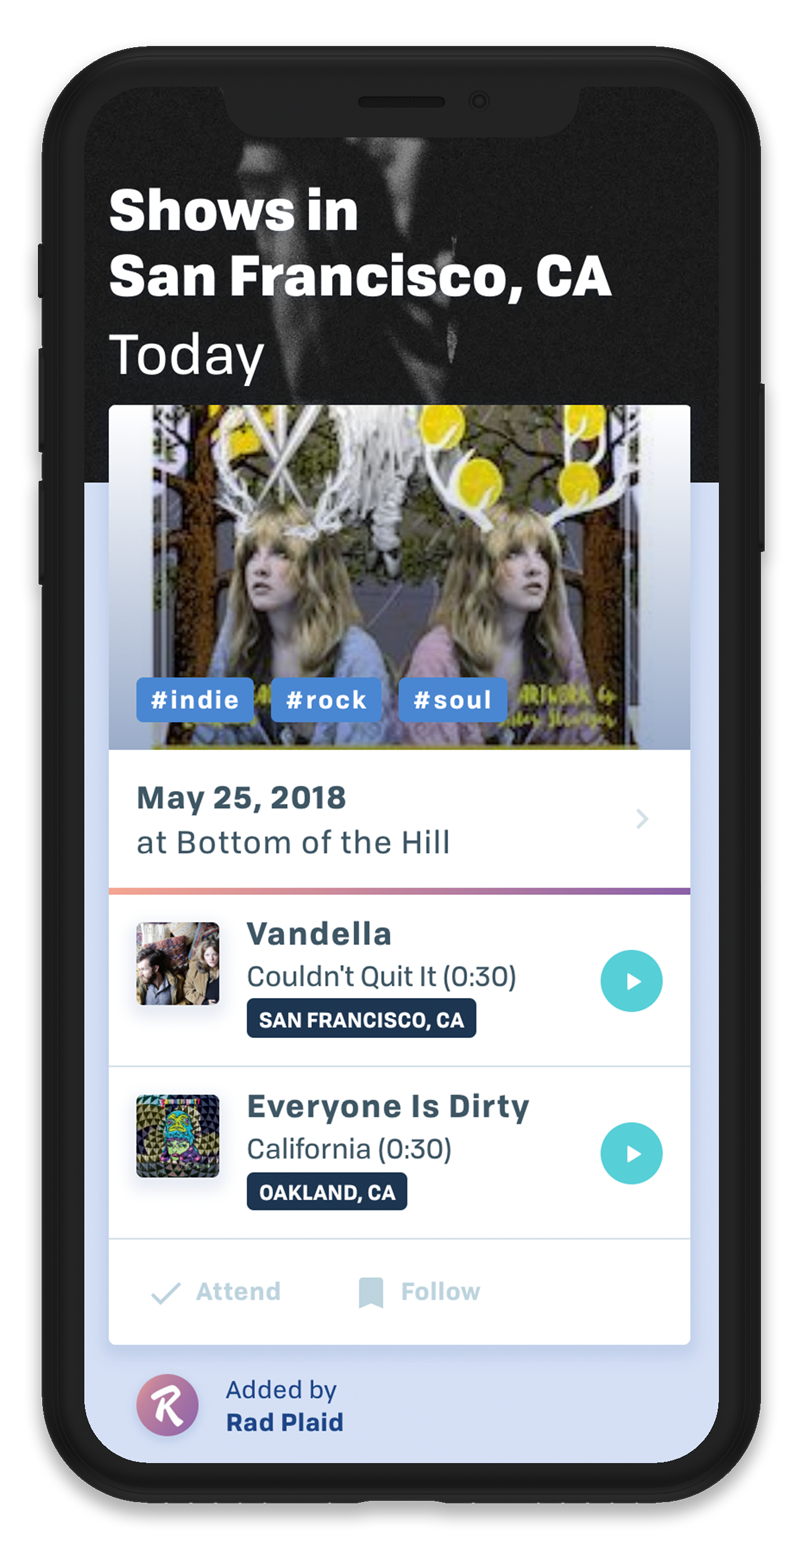 Shows in
San Francisco, CA
Today
ARTWORK by
#indie #rock #soul
May 25, 2018
at Bottom of the Hill
Vandella
Couldn't Quit It (0:30)
SAN FRANCISCO, CA
Everyone Is Dirty
California (0:30)
OAKLAND, CA
Attend Follow
R Added by
Rad Plaid